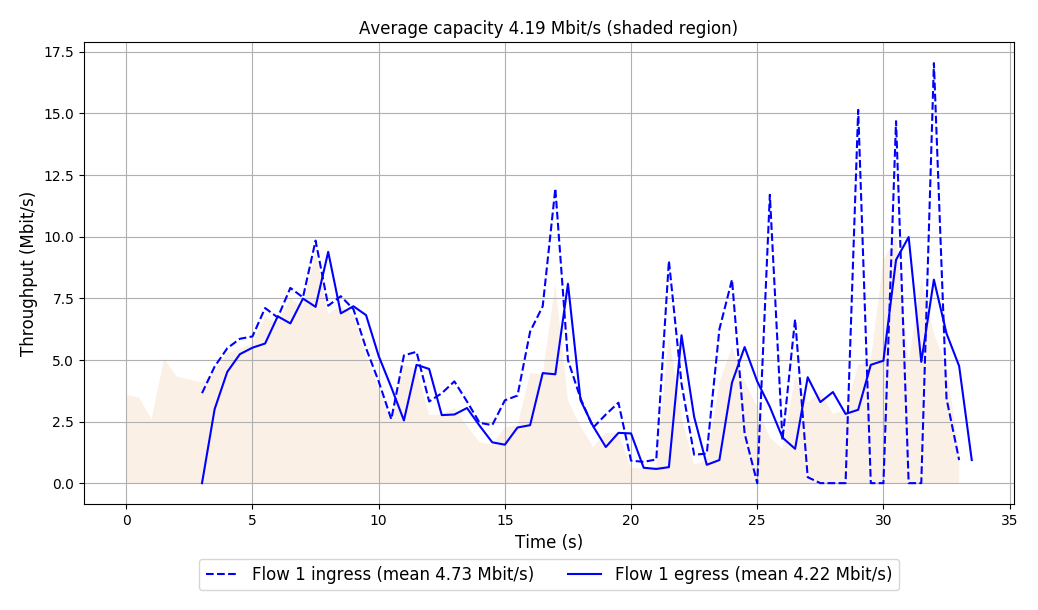 Average capacity 4.19 Mbit/s (shaded region)
Throughput (Mbit/s)
17.5
15.0
12.5
10.0
7.5
5.0
2.5
0.0
0 5 10 15 20 25 30 35
Time (s)
Flow 1 ingress (mean 4.73 Mbit/s) Flow 1 egress (mean 4.22 Mbit/s)